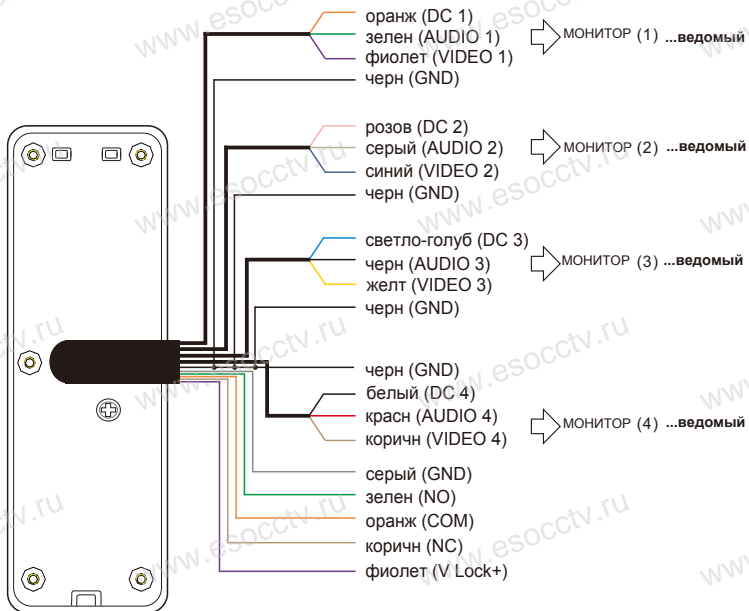 оранж (DC 1)
зелен (AUDIO 1)
фиолет (VIDEO 1)
черн (GND)
МОНИТОР (1) ...ведомый
розов (DC 2)
серый (AUDIO 2)
синий (VIDEO 2)
черн (GND)
МОНИТОР (2) ...ведомый
светло-голуб (DC 3)
черн (AUDIO 3)
желт (VIDEO 3)
черн (GND)
МОНИТОР (3) ...ведомый
черн (GND)
белый (DC 4)
красн (AUDIO 4)
коричн (VIDEO 4)
МОНИТОР (4) ...ведомый
серый (GND)
зелен (NO)
оранж (COM)
коричн (NC)
фиолет (V Lock+)
www.esocctv.ru